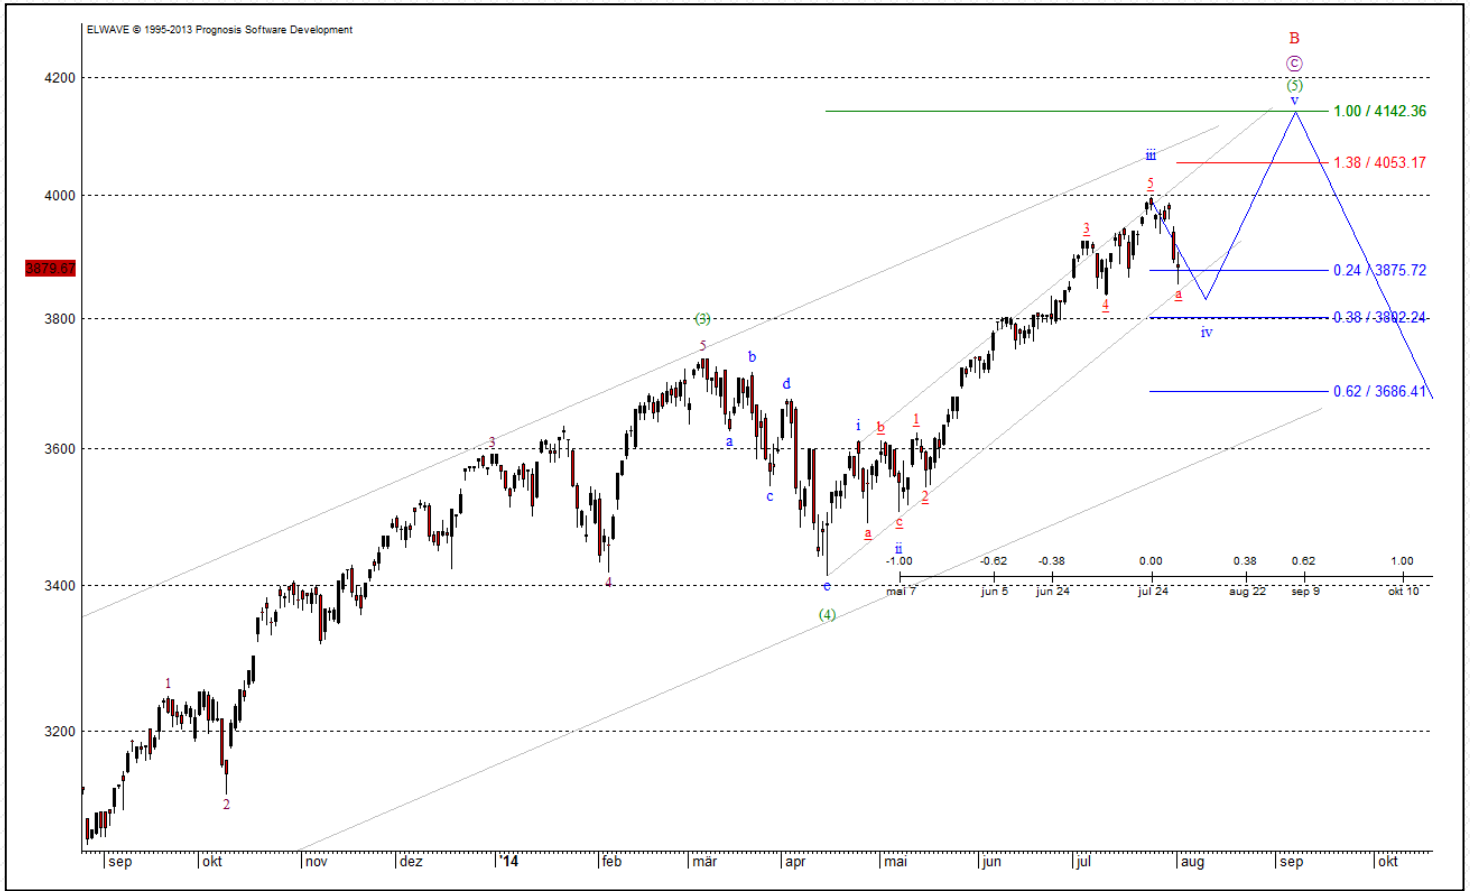 ELWAVE © 1995-2013 Prognosis Software Development
B
©
4200
(5)
v
1.00 / 4142.36
iii
1.38 / 4053.17
5
4000
3
3879.67
0.24 / 3875.72
a
4
(3)
3800
0.38 / 3802.24
iv
5
b
d
0.62 / 3686.41
i
b
1
3
a
3600
c
2
a
c
ii
-1.00 -0.62 -0.38 0.00 0.38 0.62 1.00
4
3400
e
mai 7 jun 5 jun 24 jul 24 aug 22 sep 9 okt 10
(4)
1
3200
2
sep okt nov dez '14 feb mär apr mai jun jul aug sep okt